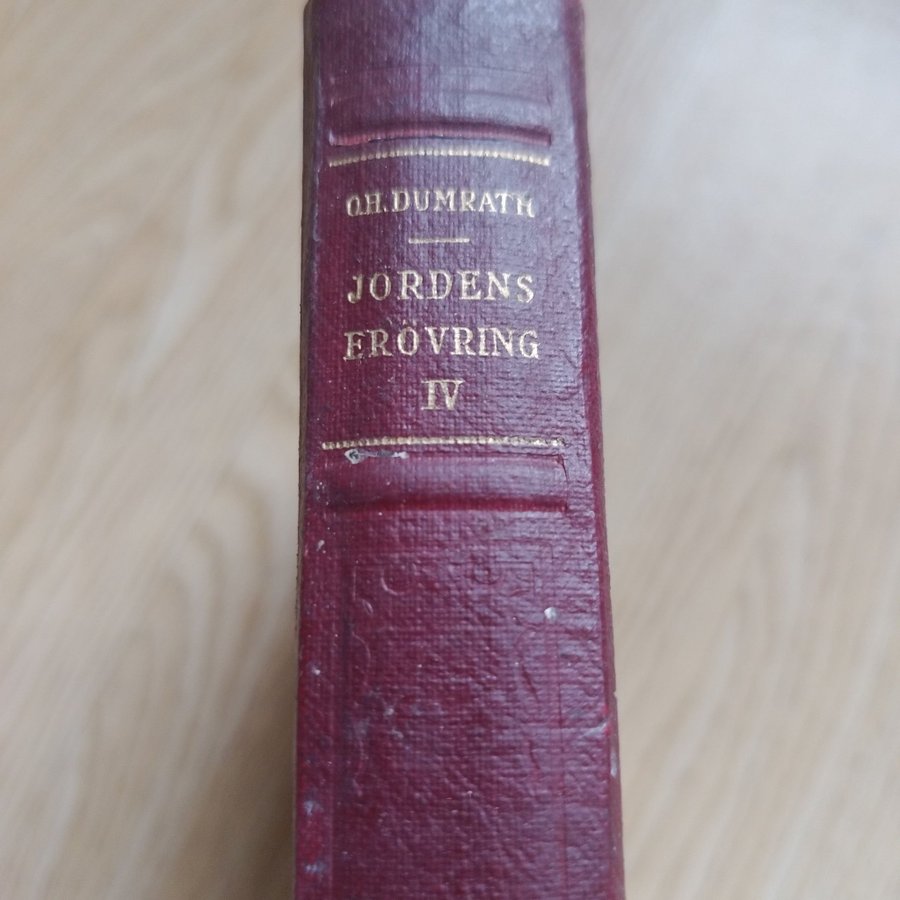 O.H. DUMRATH
JORDENS
ERÖVRING
IV